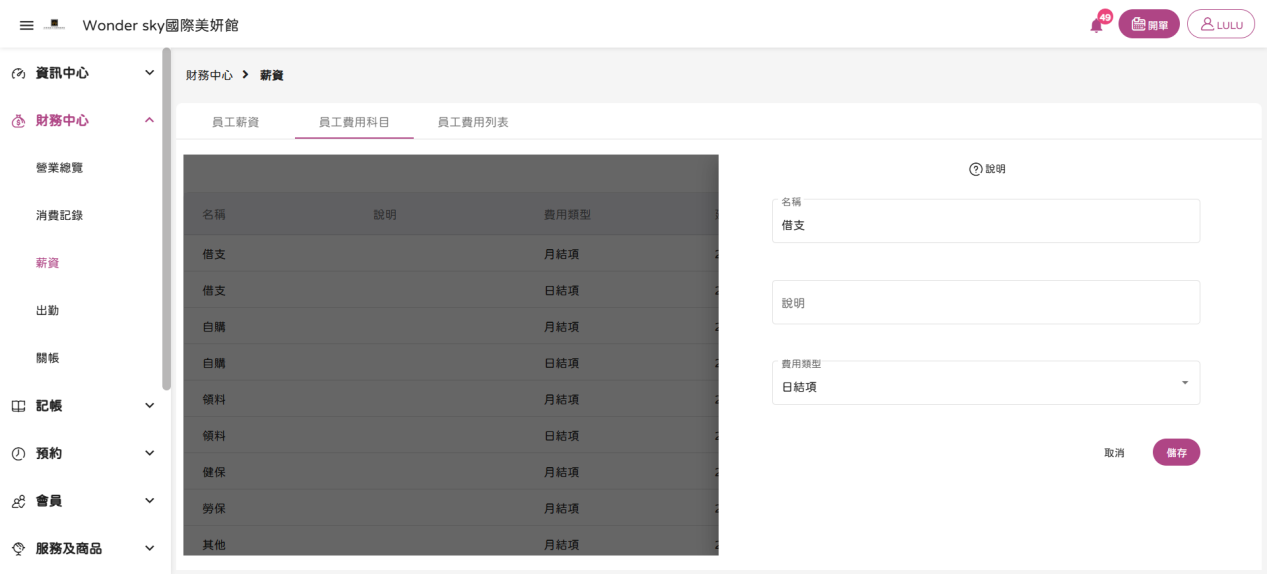 Wonder sky國際美妍館
49
開單
LULU
資訊中心
財務中心
營業總覽
消費記錄
薪資
出勤
關帳
記帳
預約
會員
服務及商品
財務中心 > 薪資
員工薪資 員工費用科目 員工費用列表
名稱 說明 費用類型
借支 月結項
借支 日結項
自購 月結項
自購 日結項
領料 月結項
領料 日結項
健保 月結項
勞保 月結項
其他 月結項
說明
名稱
借支
說明
費用類型
日結項
取消 儲存